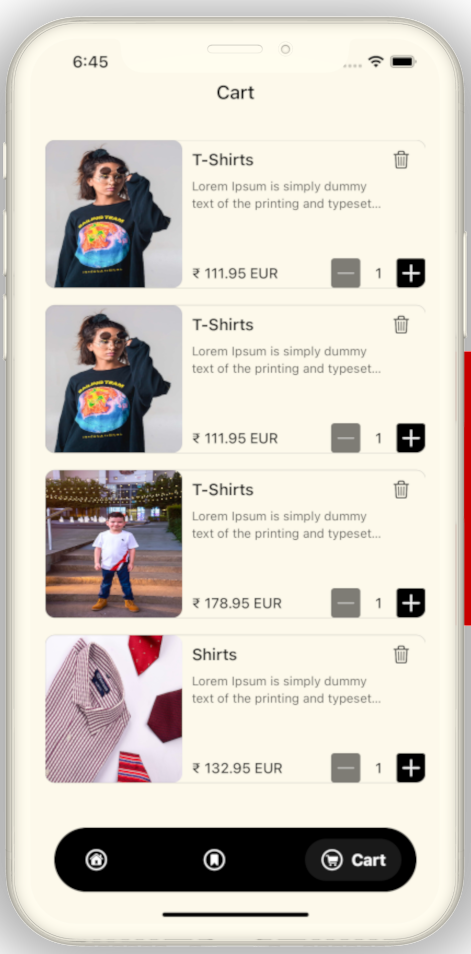 6:45
Cart
T-Shirts
Lorem Ipsum is simply dummy
text of the printing and typeset...
₹ 111.95 EUR
1
T-Shirts
Lorem Ipsum is simply dummy
text of the printing and typeset...
₹ 111.95 EUR
1
T-Shirts
Lorem Ipsum is simply dummy
text of the printing and typeset...
₹ 178.95 EUR
1
Shirts
Lorem Ipsum is simply dummy
text of the printing and typeset...
₹ 132.95 EUR
1
Cart